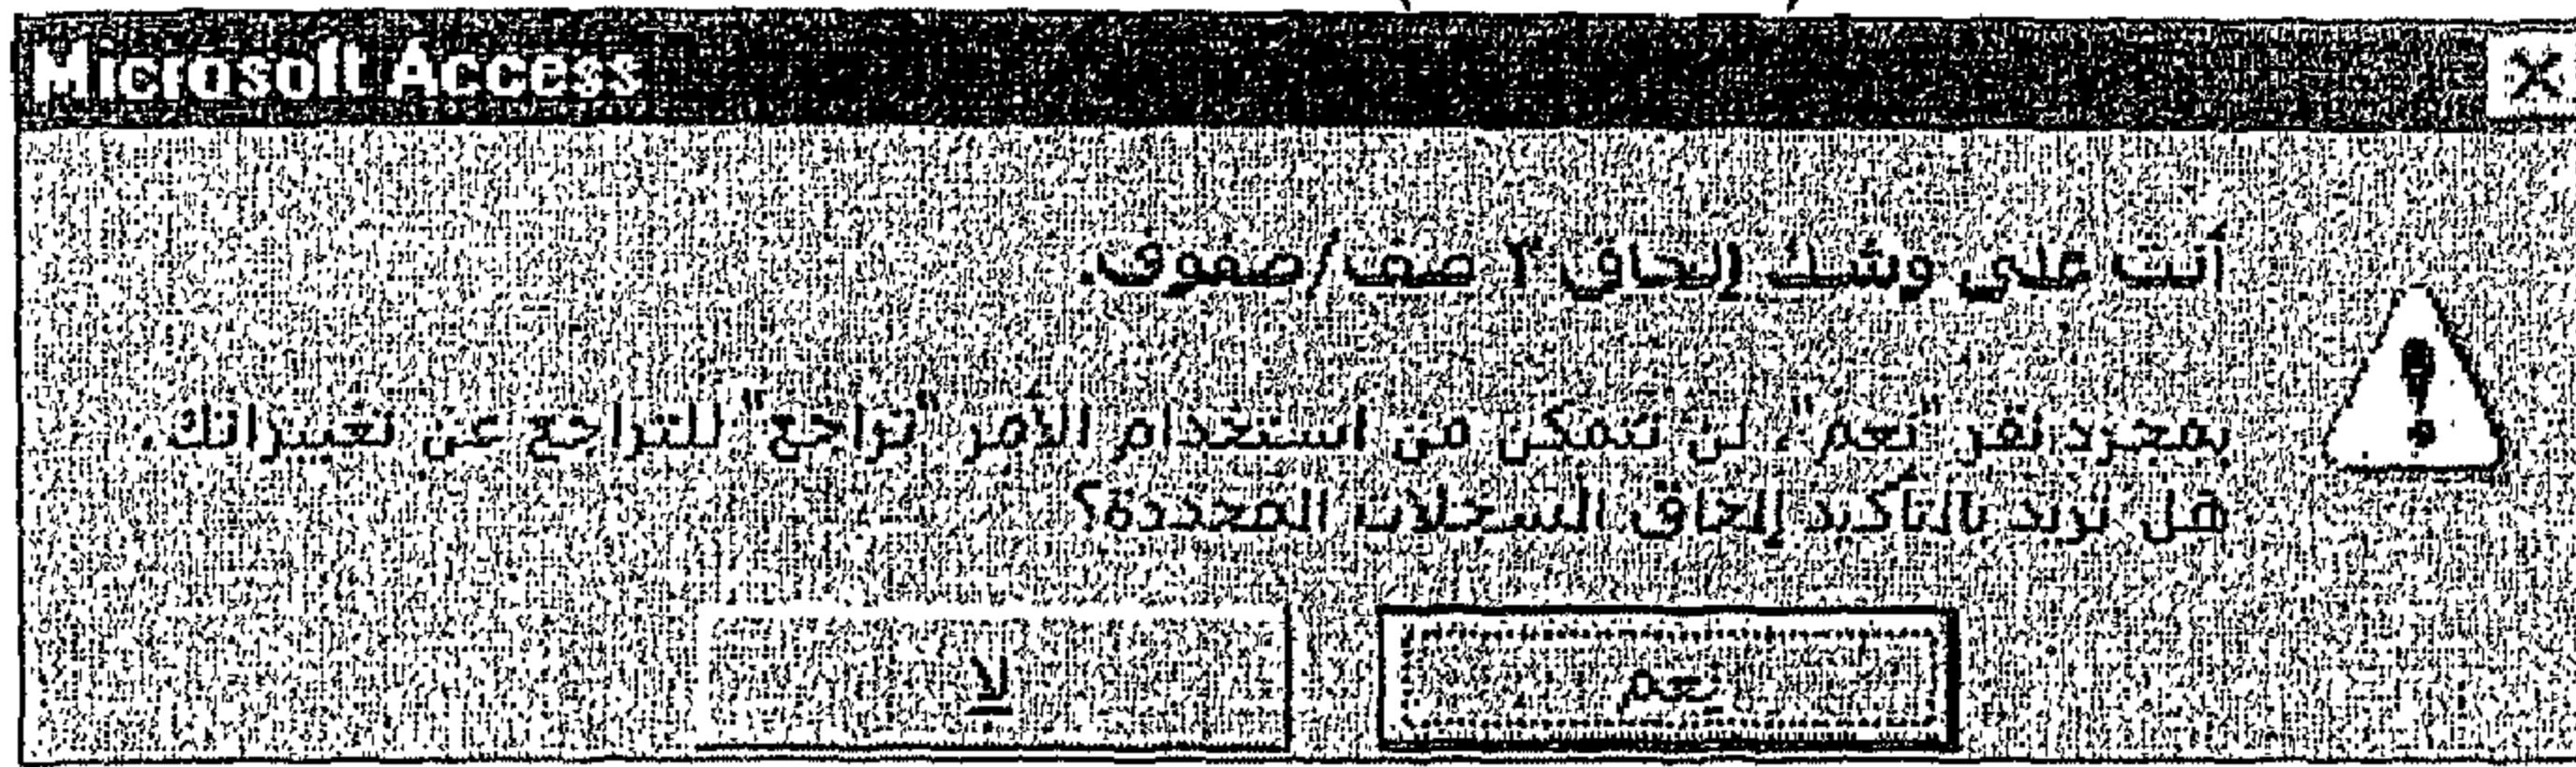 Microsoft Access
أنت على وشك إلحاق ٢ صف/صفوف.
بمجرد نقر "نعم"، لن تتمكن من استخدام الأمر "تراجع" للتراجع عن تغييراتك.
هل تريد بالتأكيد إلحاق السجلات المحددة؟
نعم
لا